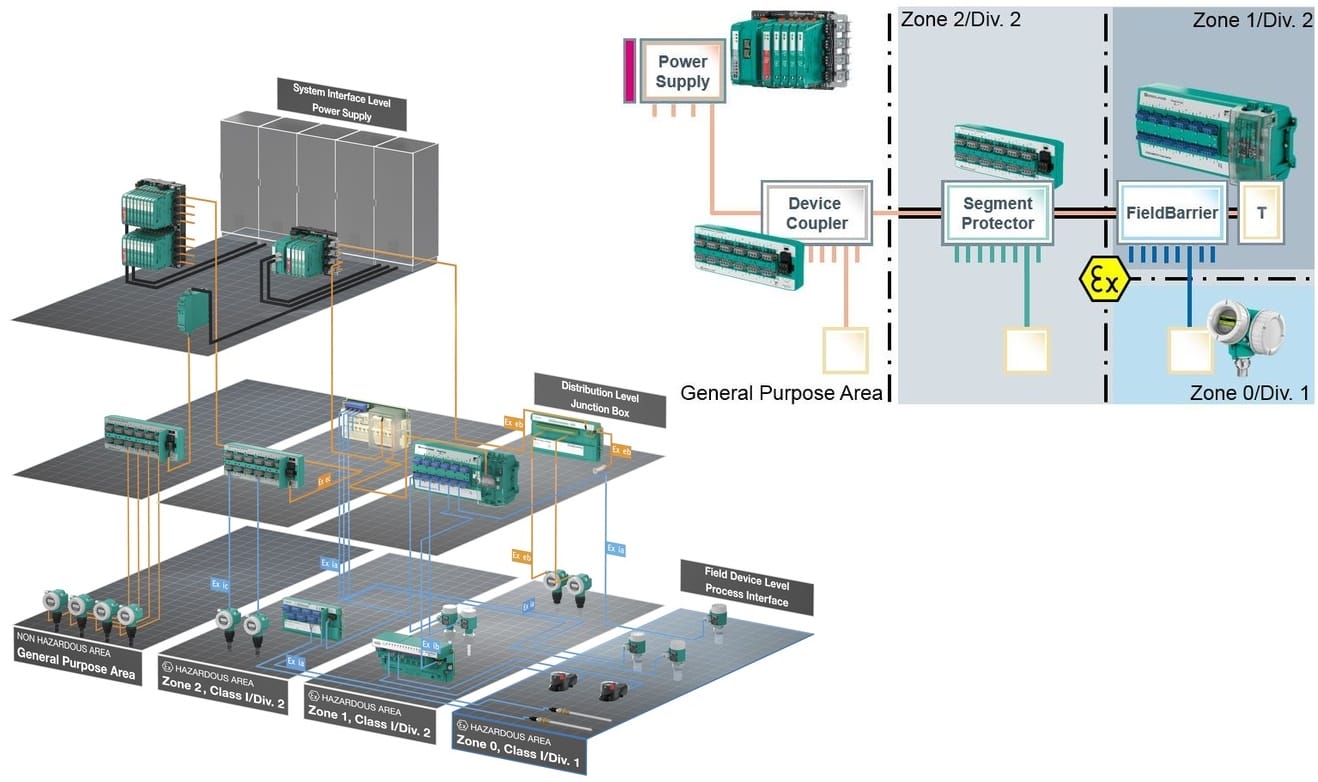 System Interface Level
Power Supply
Distribution Level
Junction Box
Ex eb
Ex eb
Ex ec
Ex eb
Ex ia
Ex ia
Ex ic
Ex ia
Ex ib
Ex ia
Field Device Level
Process Interface
NON HAZARDOUS AREA
General Purpose Area
Ex HAZARDOUS AREA
Zone 2, Class I/Div. 2
Ex HAZARDOUS AREA
Zone 1, Class I/Div. 2
Ex HAZARDOUS AREA
Zone 0, Class I/Div. 1
Power
Supply
Zone 2/Div. 2
Zone 1/Div. 2
Device
Coupler
Segment
Protector
FieldBarrier
T
Ex
General Purpose Area
Zone 0/Div. 1